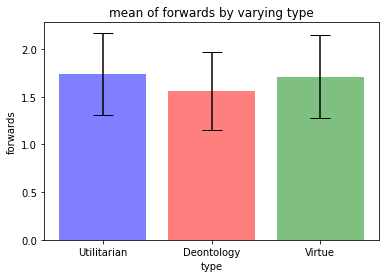 mean of forwards by varying type
forwards
2.0
1.5
1.0
0.5
0.0
Utilitarian
Deontology
Virtue
type